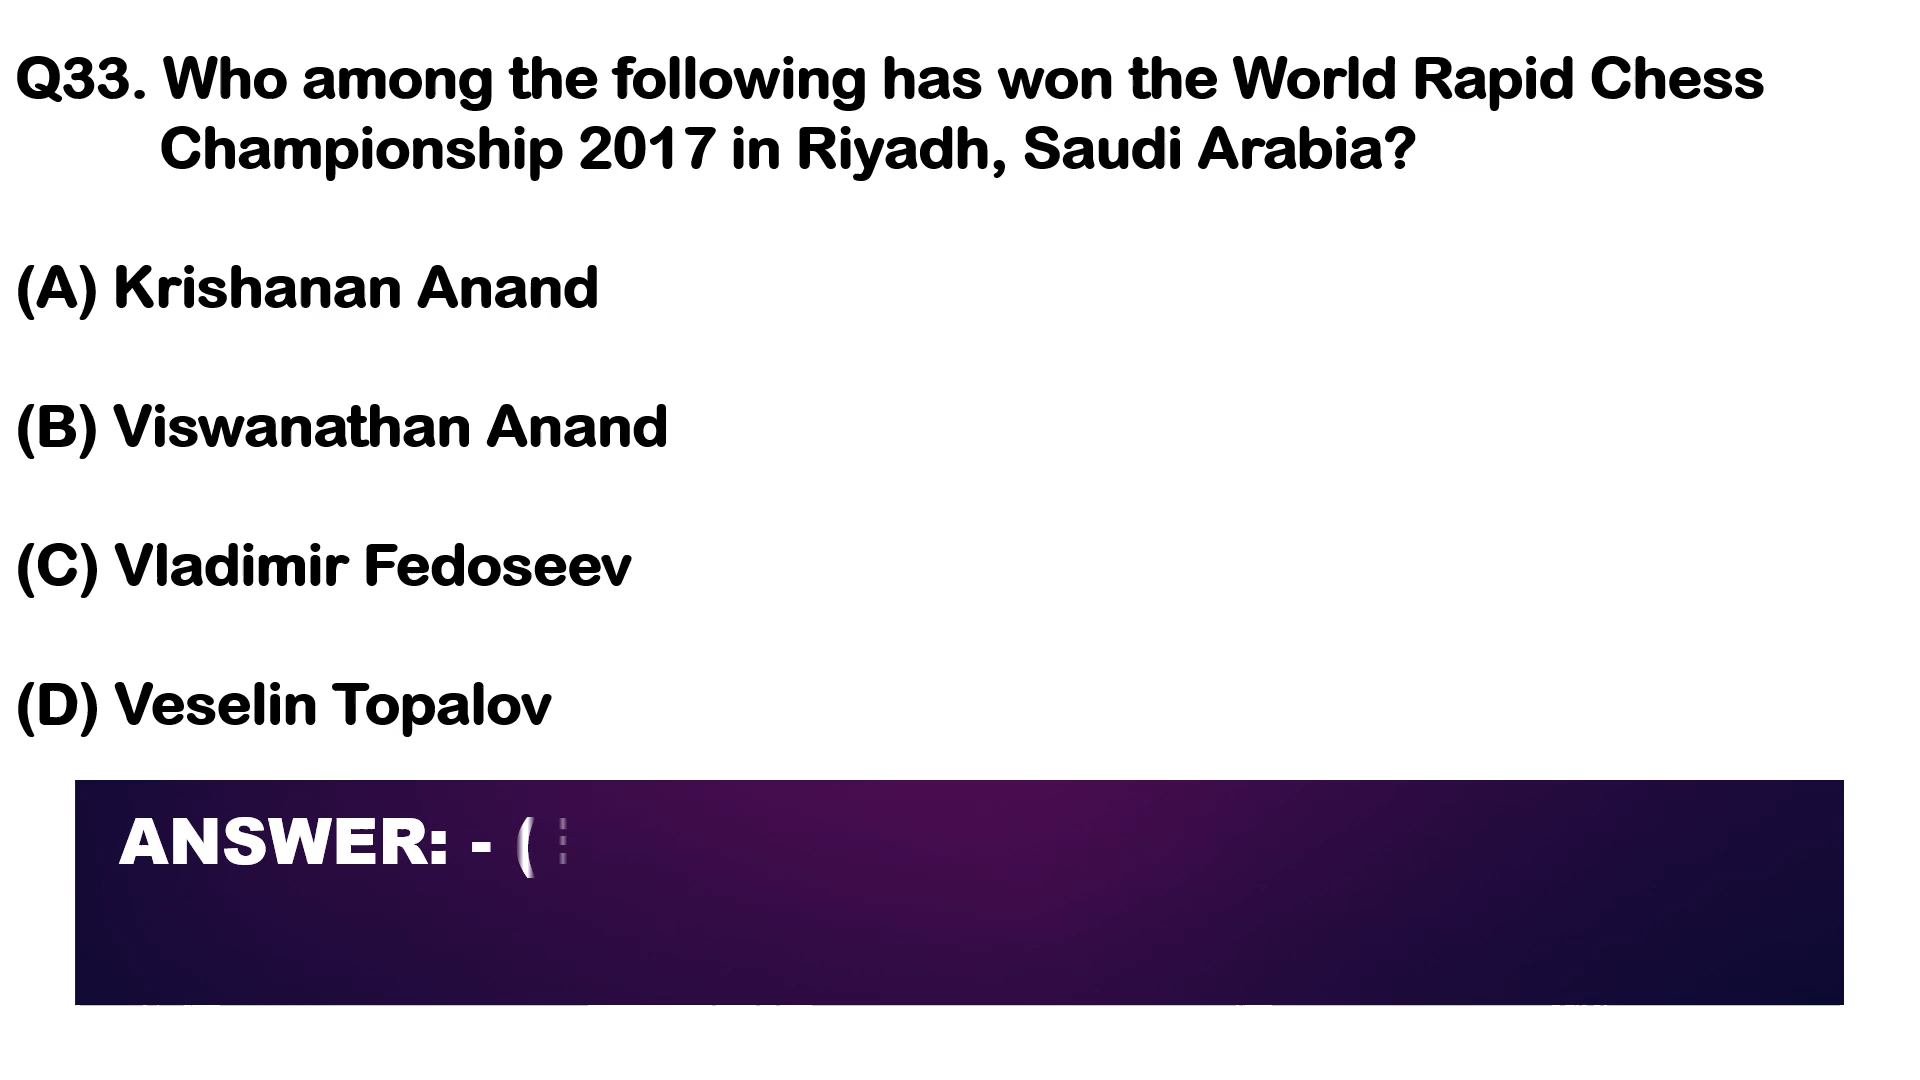 Q33. Who among the following has won the World Rapid Chess
Championship 2017 in Riyadh, Saudi Arabia?
(A) Krishanan Anand
(B) Viswanathan Anand
(C) Vladimir Fedoseev
(D) Veselin Topalov
ANSWER: - (